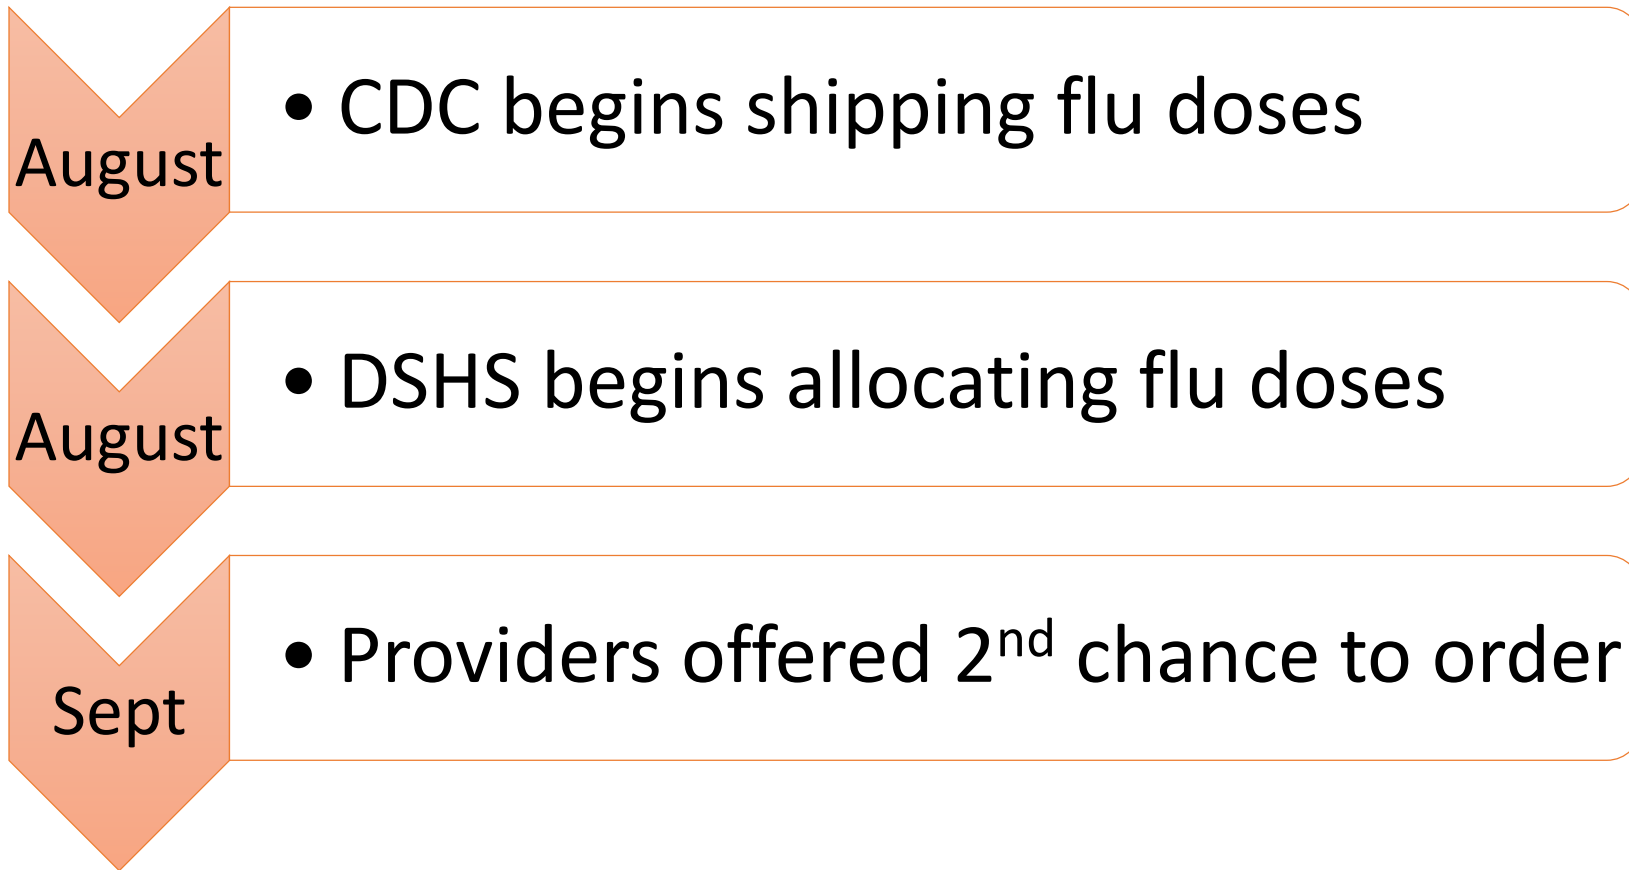 August
• CDC begins shipping flu doses
August
• DSHS begins allocating flu doses
Sept
• Providers offered 2nd chance to order